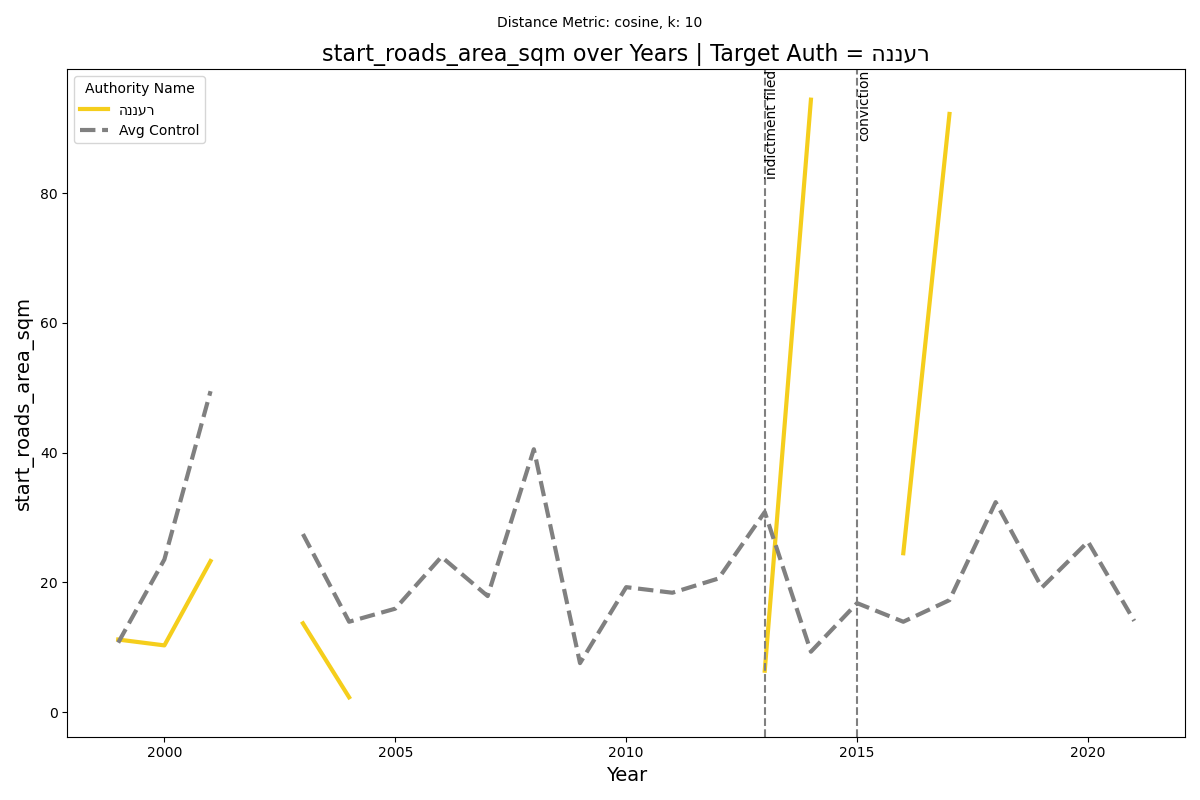 Distance Metric: cosine, k: 10
start_roads_area_sqm over Years | Target Auth = רעננה
Authority Name
רעננה
Avg Control
indictment filed
conviction
start_roads_area_sqm
80
60
40
20
0
2000 2005 2010 2015 2020
Year